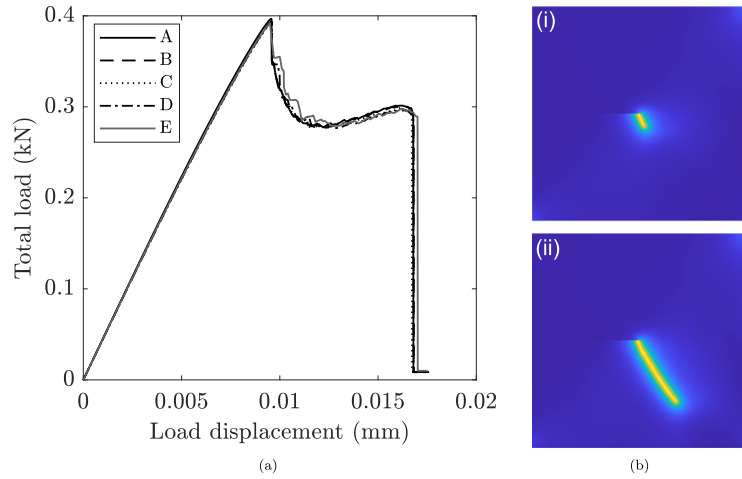 0.4
0.3
0.2
0.1
0
Total load (kN)
A
B
C
D
E
0
0.005
0.01
0.015
0.02
Load displacement (mm)
(a)
(i)
(ii)
(b)